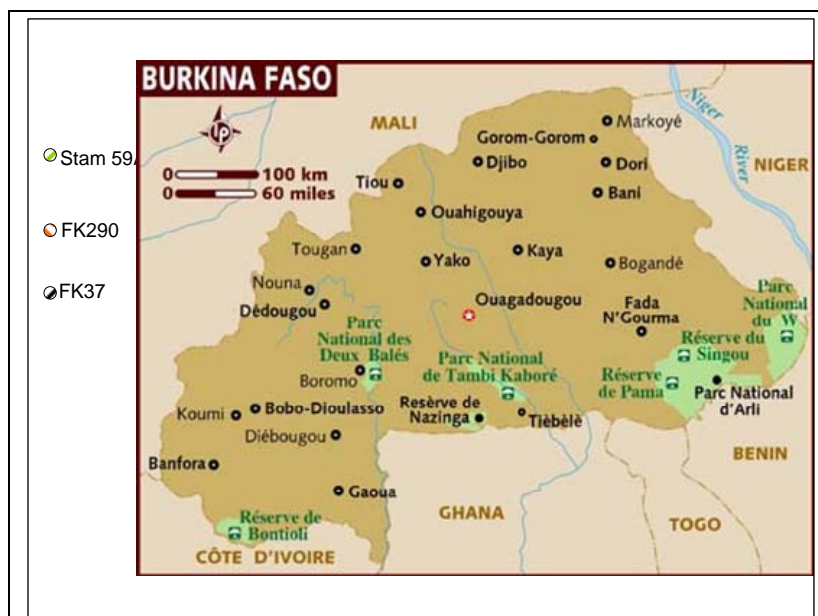 BURKINA FASO
MALI
Niger
River
NIGER
Markoyé
Gorom-Gorom
Djibo
Dori
Bani
0 100 km
0 60 miles
Tiou
Ouahigouya
Stam 59
FK290
FK37
Tougan
Yako
Kaya
Bogandé
Nouna
Dédougou
Ouagadougou
Fada
N'Gourma
Parc
National
du W
Parc
National des
Deux Balés
Réserve du
Singou
Parc National
de Tambi Kaboré
Réserve
de Pama
Boromo
Parc National
d'Arli
Koumi
Bobo-Dioulasso
Resèrve de
Nazinga
Tièbèlè
Diébougou
Banfora
BENIN
Gaoua
GHANA
TOGO
Réserve de
Bontioli
CÔTE D'IVOIRE